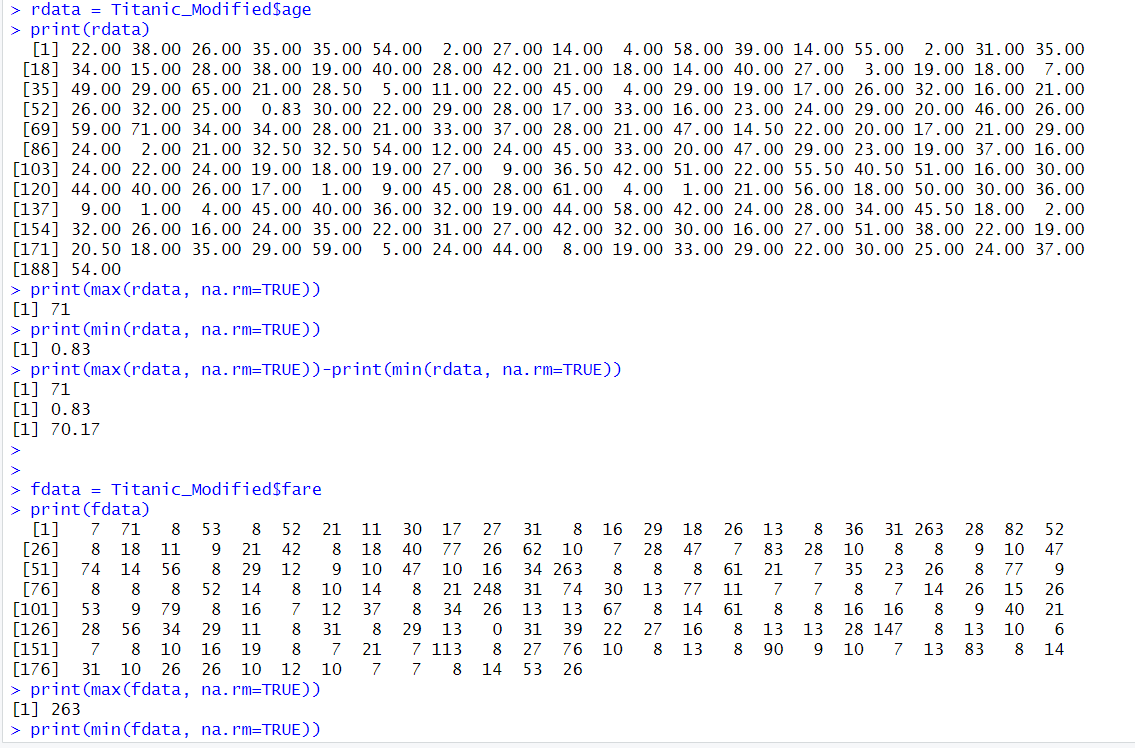 > rdata = Titanic_Modified$age
> print(rdata)
[1] 22.00 38.00 26.00 35.00 35.00 54.00 2.00 27.00 14.00 4.00 58.00 39.00 14.00 55.00 2.00 31.00 35.00
[18] 34.00 15.00 28.00 38.00 19.00 40.00 28.00 42.00 21.00 18.00 14.00 40.00 27.00 3.00 19.00 18.00 7.00
[35] 49.00 29.00 65.00 21.00 28.50 5.00 11.00 22.00 45.00 4.00 29.00 19.00 17.00 26.00 32.00 16.00 21.00
[52] 26.00 32.00 25.00 0.83 30.00 22.00 29.00 28.00 17.00 33.00 16.00 23.00 24.00 29.00 20.00 46.00 26.00
[69] 59.00 71.00 34.00 34.00 28.00 21.00 33.00 37.00 28.00 21.00 47.00 14.50 22.00 20.00 17.00 21.00 29.00
[86] 24.00 2.00 21.00 32.50 32.50 54.00 12.00 24.00 45.00 33.00 20.00 47.00 29.00 23.00 19.00 37.00 16.00
[103] 24.00 22.00 24.00 19.00 18.00 19.00 27.00 9.00 36.50 42.00 51.00 22.00 55.50 40.50 51.00 16.00 30.00
[120] 44.00 40.00 26.00 17.00 1.00 9.00 45.00 28.00 61.00 4.00 1.00 21.00 56.00 18.00 50.00 30.00 36.00
[137] 9.00 1.00 4.00 45.00 40.00 36.00 32.00 19.00 44.00 58.00 42.00 24.00 28.00 34.00 45.50 18.00 2.00
[154] 32.00 26.00 16.00 24.00 35.00 22.00 31.00 27.00 42.00 32.00 30.00 16.00 27.00 51.00 38.00 22.00 19.00
[171] 20.50 18.00 35.00 29.00 59.00 5.00 24.00 44.00 8.00 19.00 33.00 29.00 22.00 30.00 25.00 24.00 37.00
[188] 54.00
> print(max(rdata, na.rm=TRUE))
[1] 71
> print(min(rdata, na.rm=TRUE))
[1] 0.83
> print(max(rdata, na.rm=TRUE))-print(min(rdata, na.rm=TRUE))
[1] 71
[1] 0.83
[1] 70.17
>
>
> fdata = Titanic_Modified$fare
> print(fdata)
[1] 7 71 8 53 8 52 21 11 30 17 27 31 8 16 29 18 26 13 8 36 31 263 28 82 52
[26] 8 18 11 9 21 42 8 18 40 77 26 62 10 7 28 47 7 83 28 10 8 8 9 10 47
[51] 74 14 56 8 29 12 9 10 47 10 16 34 263 8 8 8 61 21 7 35 23 26 8 77 9
[76] 8 8 8 52 14 8 10 14 8 21 248 31 74 30 13 77 11 7 7 8 7 14 26 15 26
[101] 53 9 79 8 16 7 12 37 8 34 26 13 13 67 8 14 61 8 8 16 16 8 9 40 21
[126] 28 56 34 29 11 8 31 8 29 13 0 31 39 22 27 16 8 13 13 28 147 8 13 10 6
[151] 7 8 10 16 19 8 7 21 7 113 8 27 76 10 8 13 8 90 9 10 7 13 83 8 14
[176] 31 10 26 26 10 12 10 7 7 8 14 53 26
> print(max(fdata, na.rm=TRUE))
[1] 263
> print(min(fdata, na.rm=TRUE))